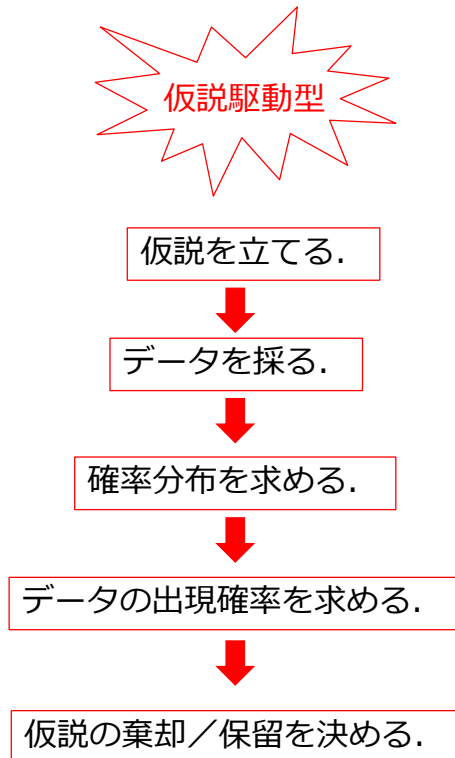 仮説駆動型
仮説を立てる.
データを採る.
確率分布を求める.
データの出現確率を求める.
仮説の棄却／保留を決める.